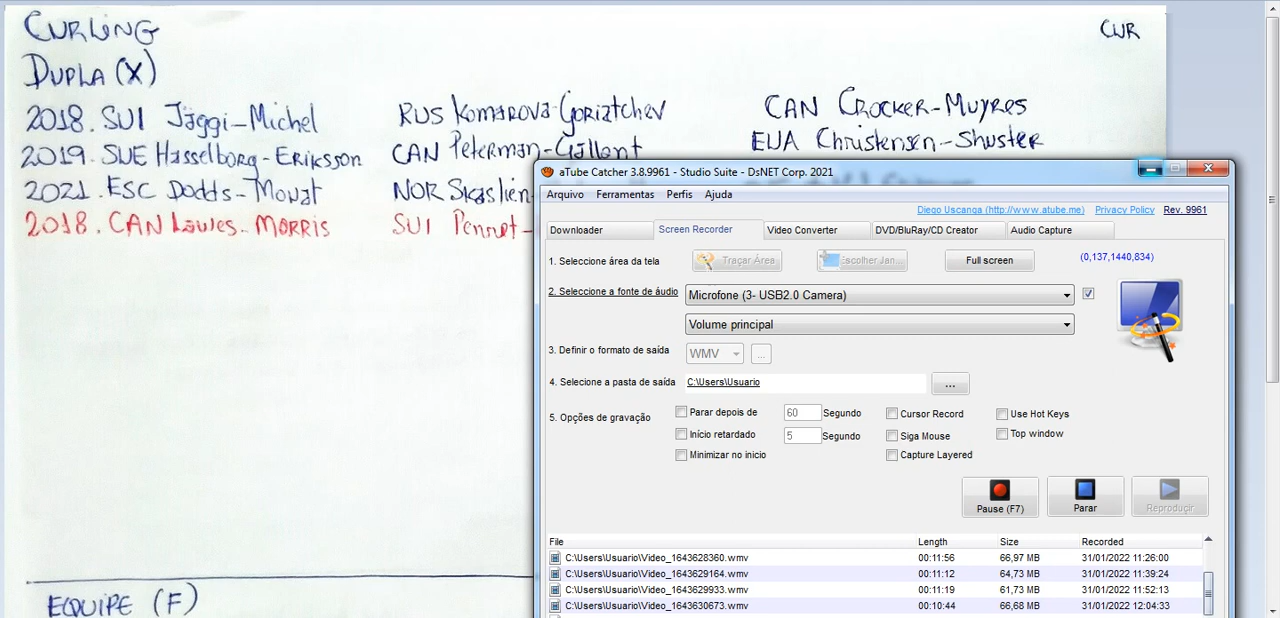 CURLING
CUR
DUPLA (X)
2018. SUI Jäggi-Michel RUS Komarova-Goriatchev CAN CROCKER-MUYRES
2019. SUE Hasselborg-Eriksson CAN Peterman-Gallant EUA Christensen-Shuster
2021. ESC Dodds-Mouat NOR Skaslien-
2018. CAN Lawes-MORRIS SUI Perret-
EQUIPE (F)
aTube Catcher 3.8.9961 - Studio Suite - DsNET Corp. 2021
Arquivo Ferramentas Perfis Ajuda
Diego Uscanga (http://www.atube.me) Privacy Policy Rev. 9961
Downloader Screen Recorder Video Converter DVD/BluRay/CD Creator Audio Capture
1. Seleccione área da tela Traçar Área Escolher Jan... Full screen (0,137,1440,834)
2. Seleccione a fonte de áudio Microfone (3- USB2.0 Camera)
Volume principal
3. Definir o formato de saída WMV ...
4. Selecione a pasta de saída C:\Users\Usuario ...
5. Opções de gravação Parar depois de 60 Segundo Cursor Record Use Hot Keys
Início retardado 5 Segundo Siga Mouse Top window
Minimizar no inicio Capture Layered
Pause (F7) Parar Reproduçir
File Length Size Recorded
C:\Users\Usuario\Video_1643628360.wmv 00:11:56 66,97 MB 31/01/2022 11:26:00
C:\Users\Usuario\Video_1643629164.wmv 00:11:12 64,73 MB 31/01/2022 11:39:24
C:\Users\Usuario\Video_1643629933.wmv 00:11:19 61,73 MB 31/01/2022 11:52:13
C:\Users\Usuario\Video_1643630673.wmv 00:10:44 66,68 MB 31/01/2022 12:04:33